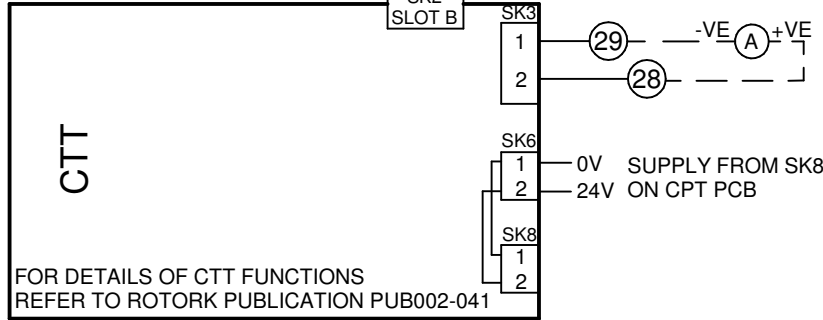 SK2
SLOT B
SK3
1
29
-VE
A
+VE
2
28
CTT
SK6
1
0V
SUPPLY FROM SK8
2
24V
ON CPT PCB
SK8
1
2
FOR DETAILS OF CTT FUNCTIONS
REFER TO ROTORK PUBLICATION PUB002-041